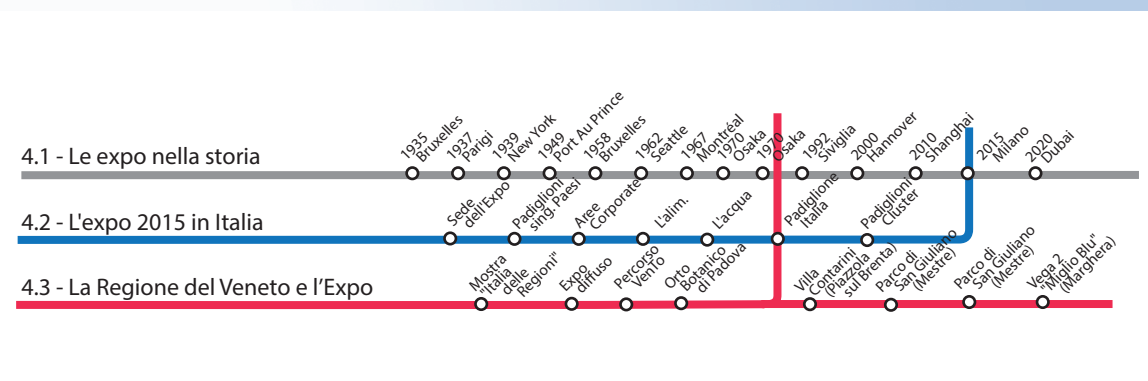 4.1 - Le expo nella storia
1935
Bruxelles
1937
Parigi
1939
New York
1949
Port Au Prince
1958
Bruxelles
1962
Seattle
1967
Montréal
1970
Osaka
1970
Osaka
1992
Siviglia
2000
Hannover
2010
Shanghai
2015
Milano
2020
Dubai
4.2 - L'expo 2015 in Italia
Sede
dell'Expo
Padiglioni
sing. Paesi
Aree
Corporate
L'alim.
L'acqua
Padiglione
Italia
Padiglioni
Cluster
4.3 - La Regione del Veneto e l’Expo
Mostra
"Italia
delle
Regioni"
Expo
diffuso
Percorso
Ven1o
Orto
Botanico
di Padova
Villa
Contarini
(Piazzola
sul Brenta)
Parco di
San Giuliano
(Mestre)
Parco di
San Giuliano
(Mestre)
Vega 2
"Miglio Blu"
(Marghera)